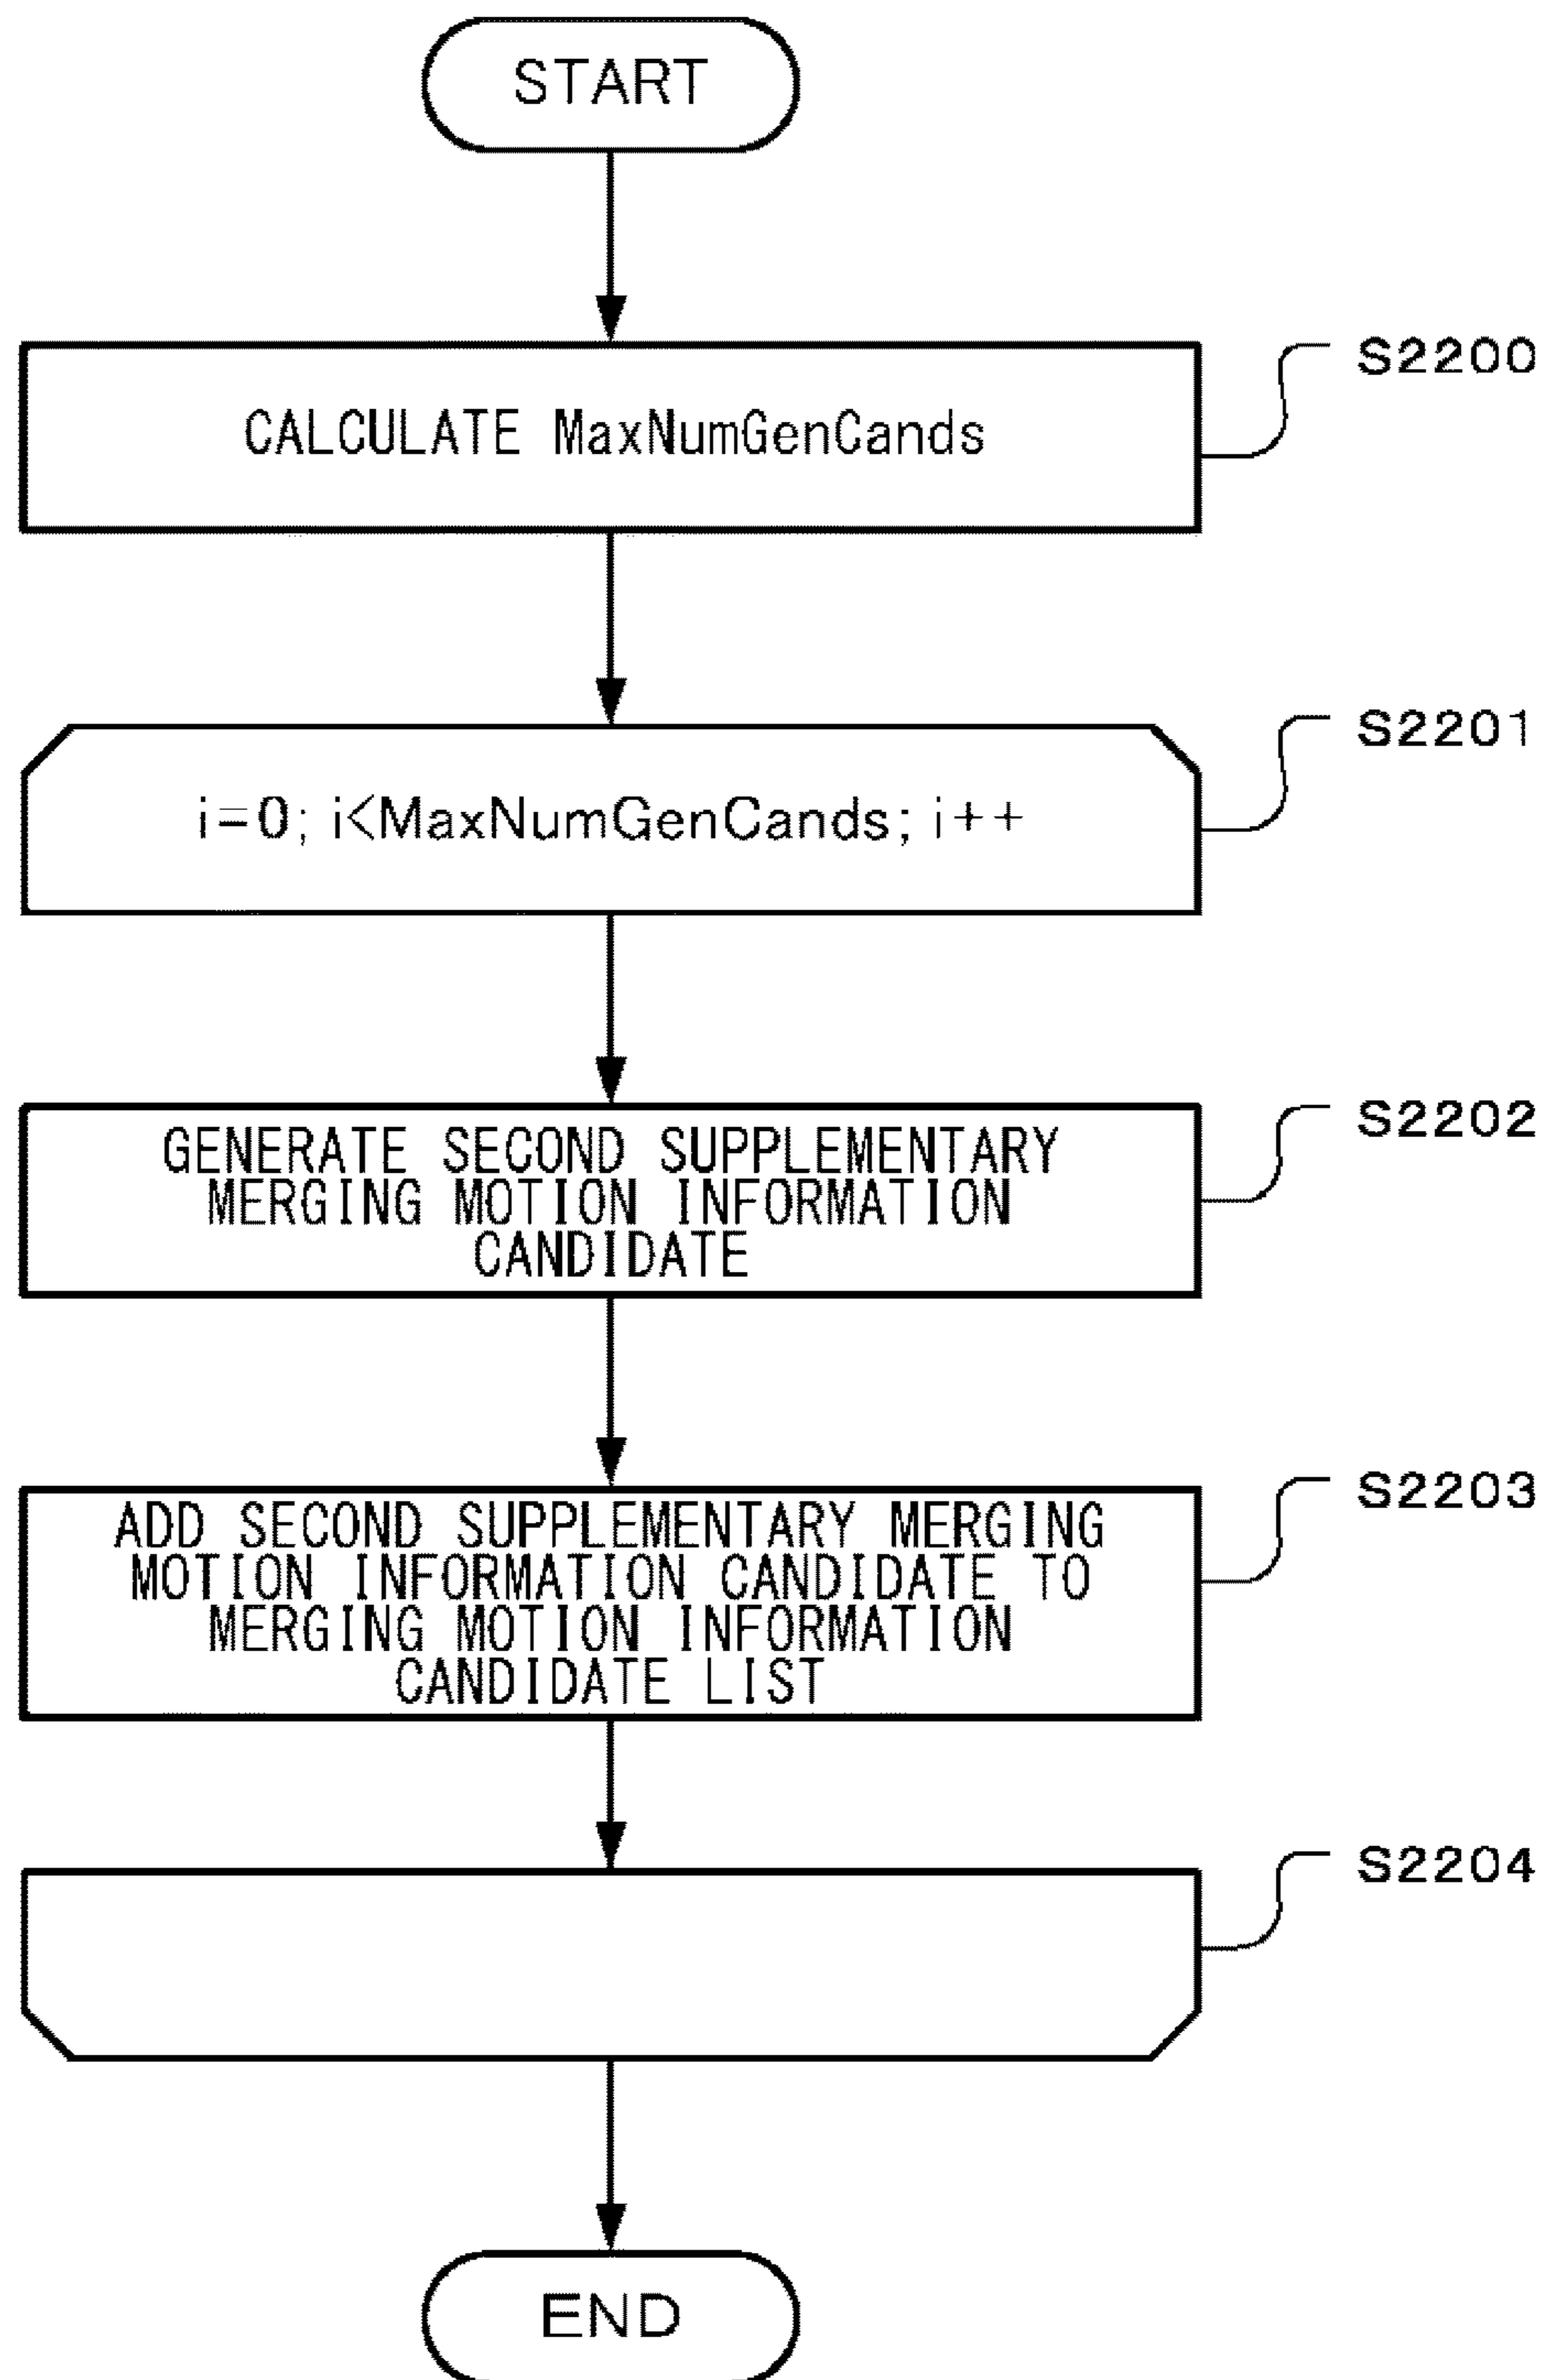 START
S2200
CALCULATE MaxNumGenCands
S2201
i=0; i<MaxNumGenCands; i++
S2202
GENERATE SECOND SUPPLEMENTARY
MERGING MOTION INFORMATION
CANDIDATE
S2203
ADD SECOND SUPPLEMENTARY MERGING
MOTION INFORMATION CANDIDATE TO
MERGING MOTION INFORMATION
CANDIDATE LIST
S2204
END